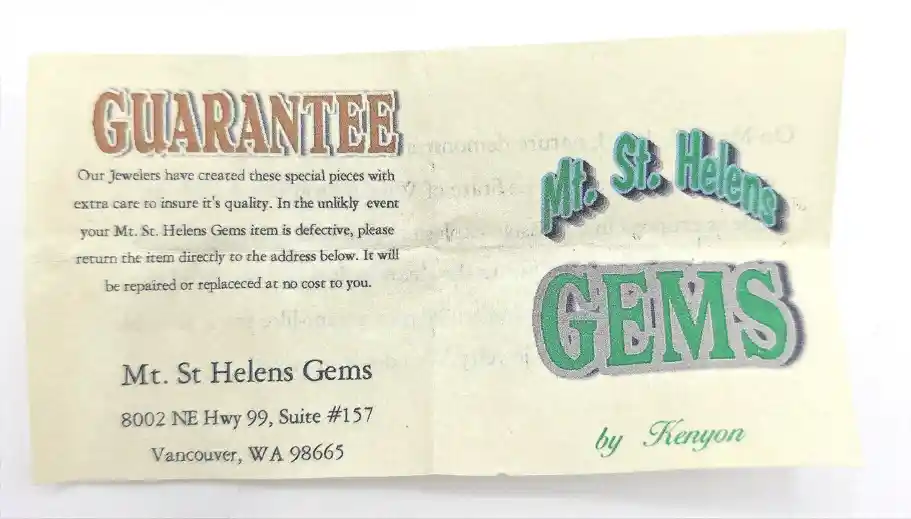 GUARANTEE
Our Jewelers have created these special pieces with
extra care to insure it's quality. In the unlikely event
your Mt. St. Helens Gems item is defective, please
return the item directly to the address below. It will
be repaired or replaceced at no cost to you.
Mt. St Helens Gems
8002 NE Hwy 99, Suite #157
Vancouver, WA 98665
Mt. St. Helens
GEMS
by Kenyon